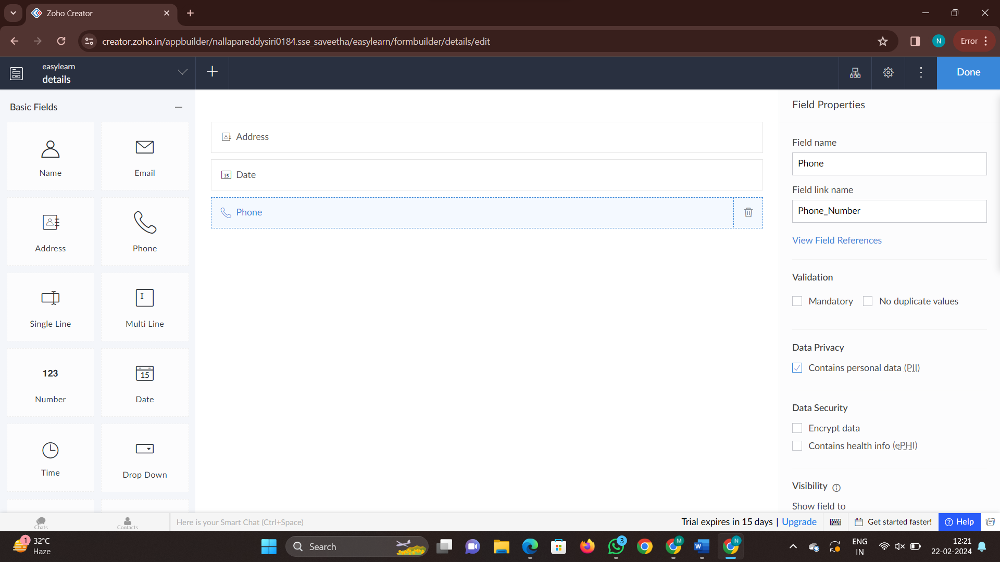 Zoho Creator
creator.zoho.in/appbuilder/nallapareddysiri0184.sse_saveetha/easylearn/formbuilder/details/edit
N
Error
easylearn
details
Done
Basic Fields
Name
Email
Address
Phone
Single Line
Multi Line
123
Number
15
Date
Time
Drop Down
Address
15
Date
Phone
Field Properties
Field name
Phone
Field link name
Phone_Number
View Field References
Validation
Mandatory
No duplicate values
Data Privacy
Contains personal data (PII)
Data Security
Encrypt data
Contains health info (ePHI)
Visibility
Show field to
Chats
Contacts
Here is your Smart Chat (Ctrl+Space)
Trial expires in 15 days | Upgrade
Get started faster!
Help
1
32°C
Haze
Search
3
M
W
N
ENG
IN
12:21
22-02-2024